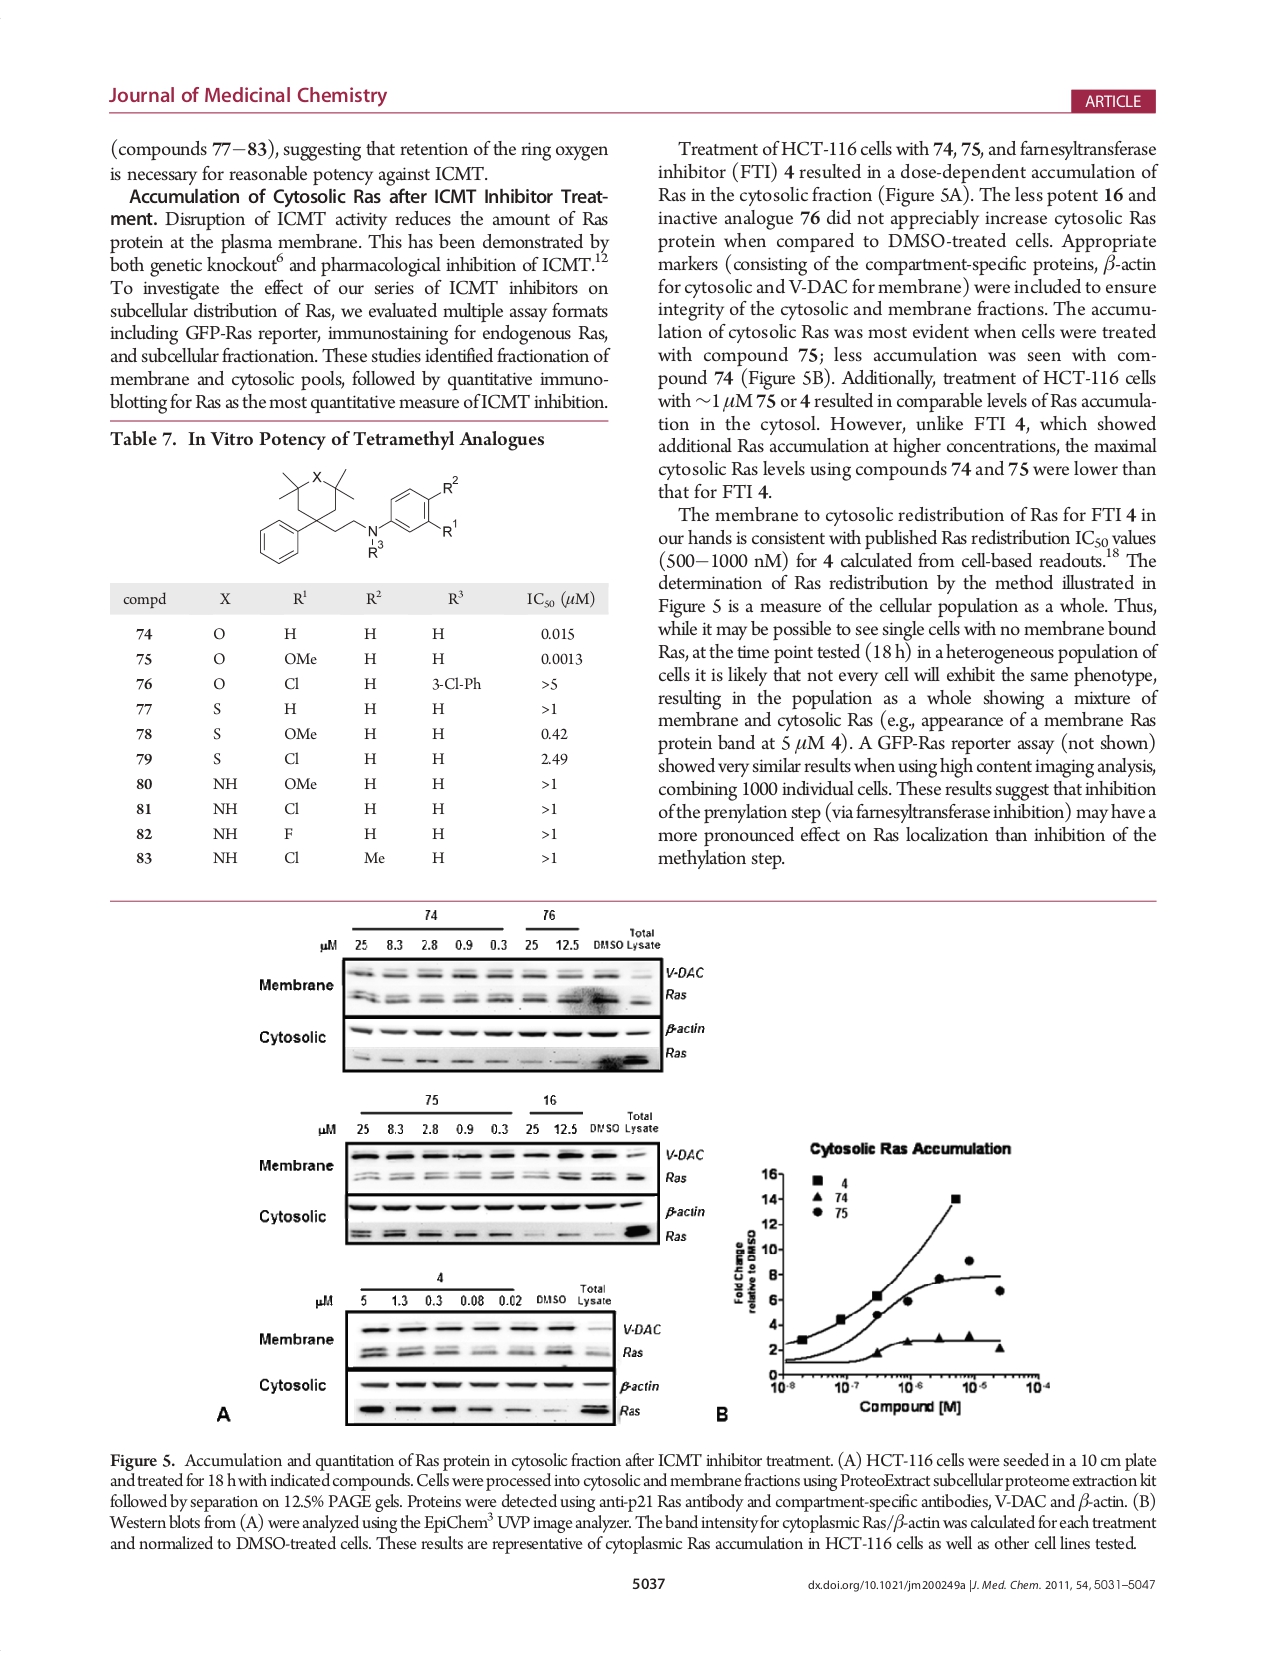 Journal of Medicinal Chemistry
ARTICLE
(compounds 77−83), suggesting that retention of the ring oxygen
is necessary for reasonable potency against ICMT.
Accumulation of Cytosolic Ras after ICMT Inhibitor Treat-
ment. Disruption of ICMT activity reduces the amount of Ras
protein at the plasma membrane. This has been demonstrated by
both genetic knockout6 and pharmacological inhibition of ICMT.12
To investigate the effect of our series of ICMT inhibitors on
subcellular distribution of Ras, we evaluated multiple assay formats
including GFP-Ras reporter, immunostaining for endogenous Ras,
and subcellular fractionation. These studies identified fractionation of
membrane and cytosolic pools, followed by quantitative immuno-
blotting for Ras as the most quantitative measure of ICMT inhibition.
Table 7. In Vitro Potency of Tetramethyl Analogues
X
R2
R1
N
R3
compd X R1 R2 R3 IC50 (μM)
74 O H H H 0.015
75 O OMe H H 0.0013
76 O Cl H 3-Cl-Ph >5
77 S H H H >1
78 S OMe H H 0.42
79 S Cl H H 2.49
80 NH OMe H H >1
81 NH Cl H H >1
82 NH F H H >1
83 NH Cl Me H >1
Treatment of HCT-116 cells with 74, 75, and farnesyltransferase
inhibitor (FTI) 4 resulted in a dose-dependent accumulation of
Ras in the cytosolic fraction (Figure 5A). The less potent 16 and
inactive analogue 76 did not appreciably increase cytosolic Ras
protein when compared to DMSO-treated cells. Appropriate
markers (consisting of the compartment-specific proteins, β-actin
for cytosolic and V-DAC for membrane) were included to ensure
integrity of the cytosolic and membrane fractions. The accumu-
lation of cytosolic Ras was most evident when cells were treated
with compound 75; less accumulation was seen with com-
pound 74 (Figure 5B). Additionally, treatment of HCT-116 cells
with ∼1 μM 75 or 4 resulted in comparable levels of Ras accumula-
tion in the cytosol. However, unlike FTI 4, which showed
additional Ras accumulation at higher concentrations, the maximal
cytosolic Ras levels using compounds 74 and 75 were lower than
that for FTI 4.
The membrane to cytosolic redistribution of Ras for FTI 4 in
our hands is consistent with published Ras redistribution IC50 values
(500−1000 nM) for 4 calculated from cell-based readouts.18 The
determination of Ras redistribution by the method illustrated in
Figure 5 is a measure of the cellular population as a whole. Thus,
while it may be possible to see single cells with no membrane bound
Ras, at the time point tested (18 h) in a heterogeneous population of
cells it is likely that not every cell will exhibit the same phenotype,
resulting in the population as a whole showing a mixture of
membrane and cytosolic Ras (e.g., appearance of a membrane Ras
protein band at 5 μM 4). A GFP-Ras reporter assay (not shown)
showed very similar results when using high content imaging analysis,
combining 1000 individual cells. These results suggest that inhibition
of the prenylation step (via farnesyltransferase inhibition) may have a
more pronounced effect on Ras localization than inhibition of the
methylation step.
74 76
μM 25 8.3 2.8 0.9 0.3 25 12.5 DMSO Total Lysate
Membrane
V-DAC
Ras
Cytosolic
β-actin
Ras
75 16
μM 25 8.3 2.8 0.9 0.3 25 12.5 DMSO Total Lysate
Membrane
V-DAC
Ras
Cytosolic
β-actin
Ras
4
μM 5 1.3 0.3 0.08 0.02 DMSO Total Lysate
Membrane
V-DAC
Ras
Cytosolic
β-actin
Ras
A
Cytosolic Ras Accumulation
4
74
75
Fold Change
relative to DMSO
16
14
12
10
8
6
4
2
0
10-8 10-7 10-6 10-5 10-4
Compound [M]
B
Figure 5. Accumulation and quantitation of Ras protein in cytosolic fraction after ICMT inhibitor treatment. (A) HCT-116 cells were seeded in a 10 cm plate
and treated for 18 h with indicated compounds. Cells were processed into cytosolic and membrane fractions using ProteoExtract subcellular proteome extraction kit
followed by separation on 12.5% PAGE gels. Proteins were detected using anti-p21 Ras antibody and compartment-specific antibodies, V-DAC and β-actin. (B)
Western blots from (A) were analyzed using the EpiChem3 UVP image analyzer. The band intensity for cytoplasmic Ras/β-actin was calculated for each treatment
and normalized to DMSO-treated cells. These results are representative of cytoplasmic Ras accumulation in HCT-116 cells as well as other cell lines tested.
5037
dx.doi.org/10.1021/jm200249a |J. Med. Chem. 2011, 54, 5031–5047